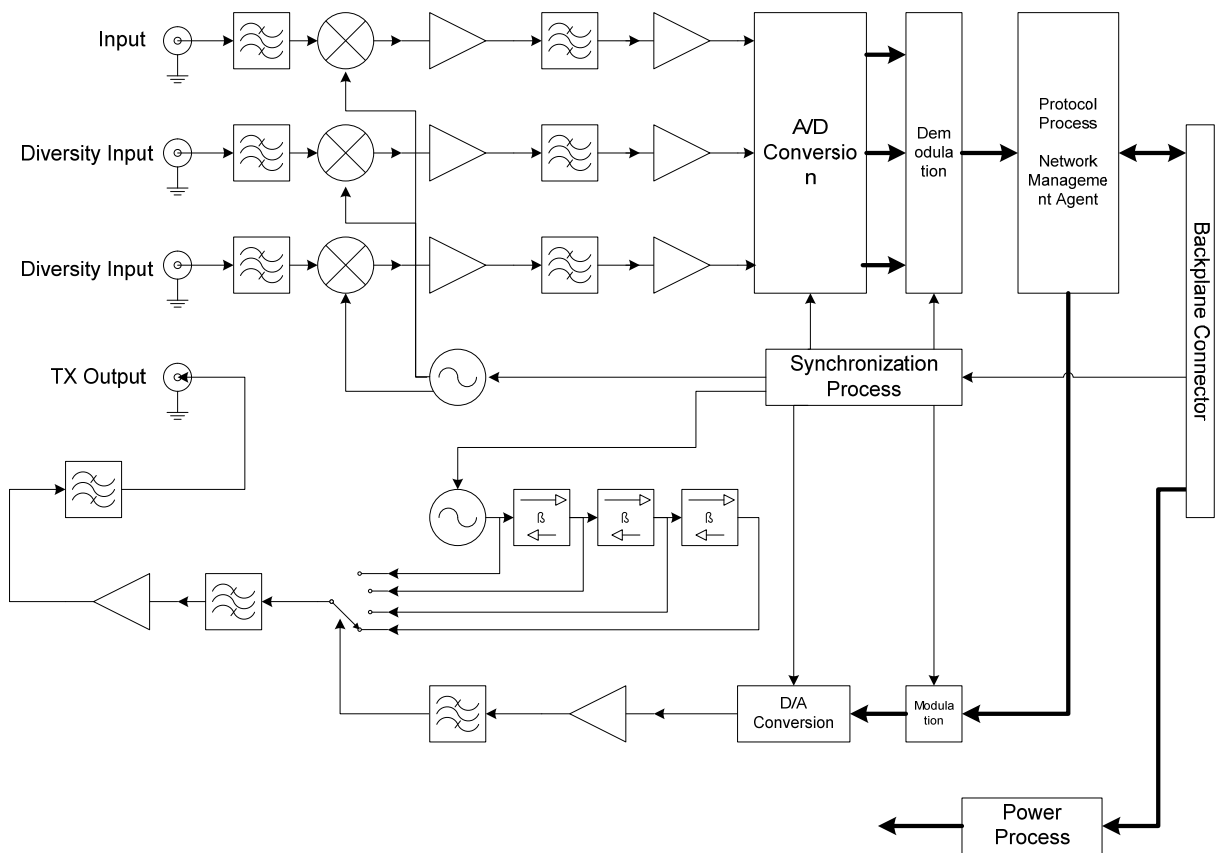 Input
Diversity Input
Diversity Input
TX Output
A/D
Conversio
n
Dem
odula
tion
Protocol
Process
Network
Manageme
nt Agent
Backplane Connector
Synchronization
Process
ß
ß
ß
D/A
Conversion
Modula
tion
Power
Process